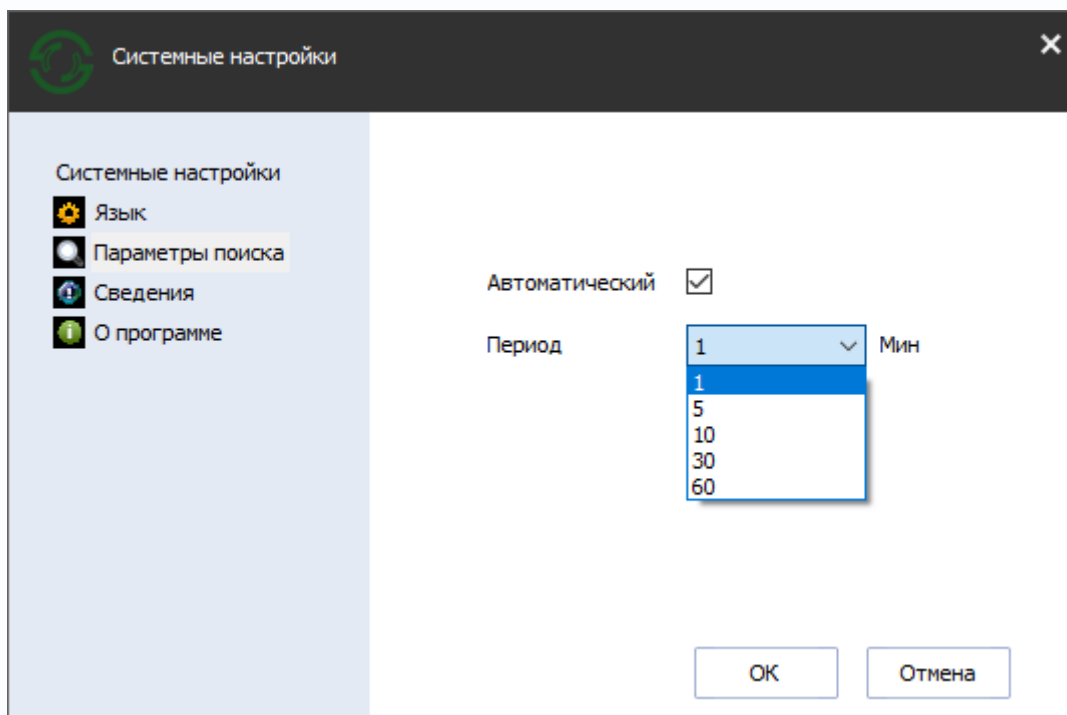 Системные настройки
Системные настройки
Язык
Параметры поиска
Сведения
О программе
Автоматический
Период 1 Мин
1
5
10
30
60
ОК Отмена